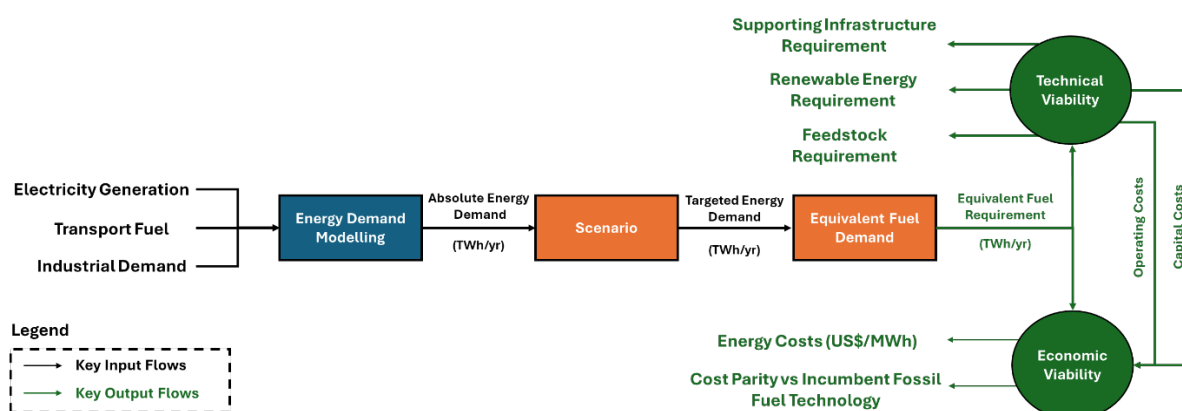 Supporting Infrastructure
Requirement
Renewable Energy
Requirement
Feedstock
Requirement
Technical
Viability
Electricity Generation
Transport Fuel
Industrial Demand
Energy Demand
Modelling
Absolute Energy
Demand
(TWh/yr)
Scenario
Targeted Energy
Demand
(TWh/yr)
Equivalent Fuel
Demand
Equivalent Fuel
Requirement
(TWh/yr)
Operating Costs
Capital Costs
Legend
Key Input Flows
Key Output Flows
Energy Costs (US$/MWh)
Cost Parity vs Incumbent Fossil
Fuel Technology
Economic
Viability